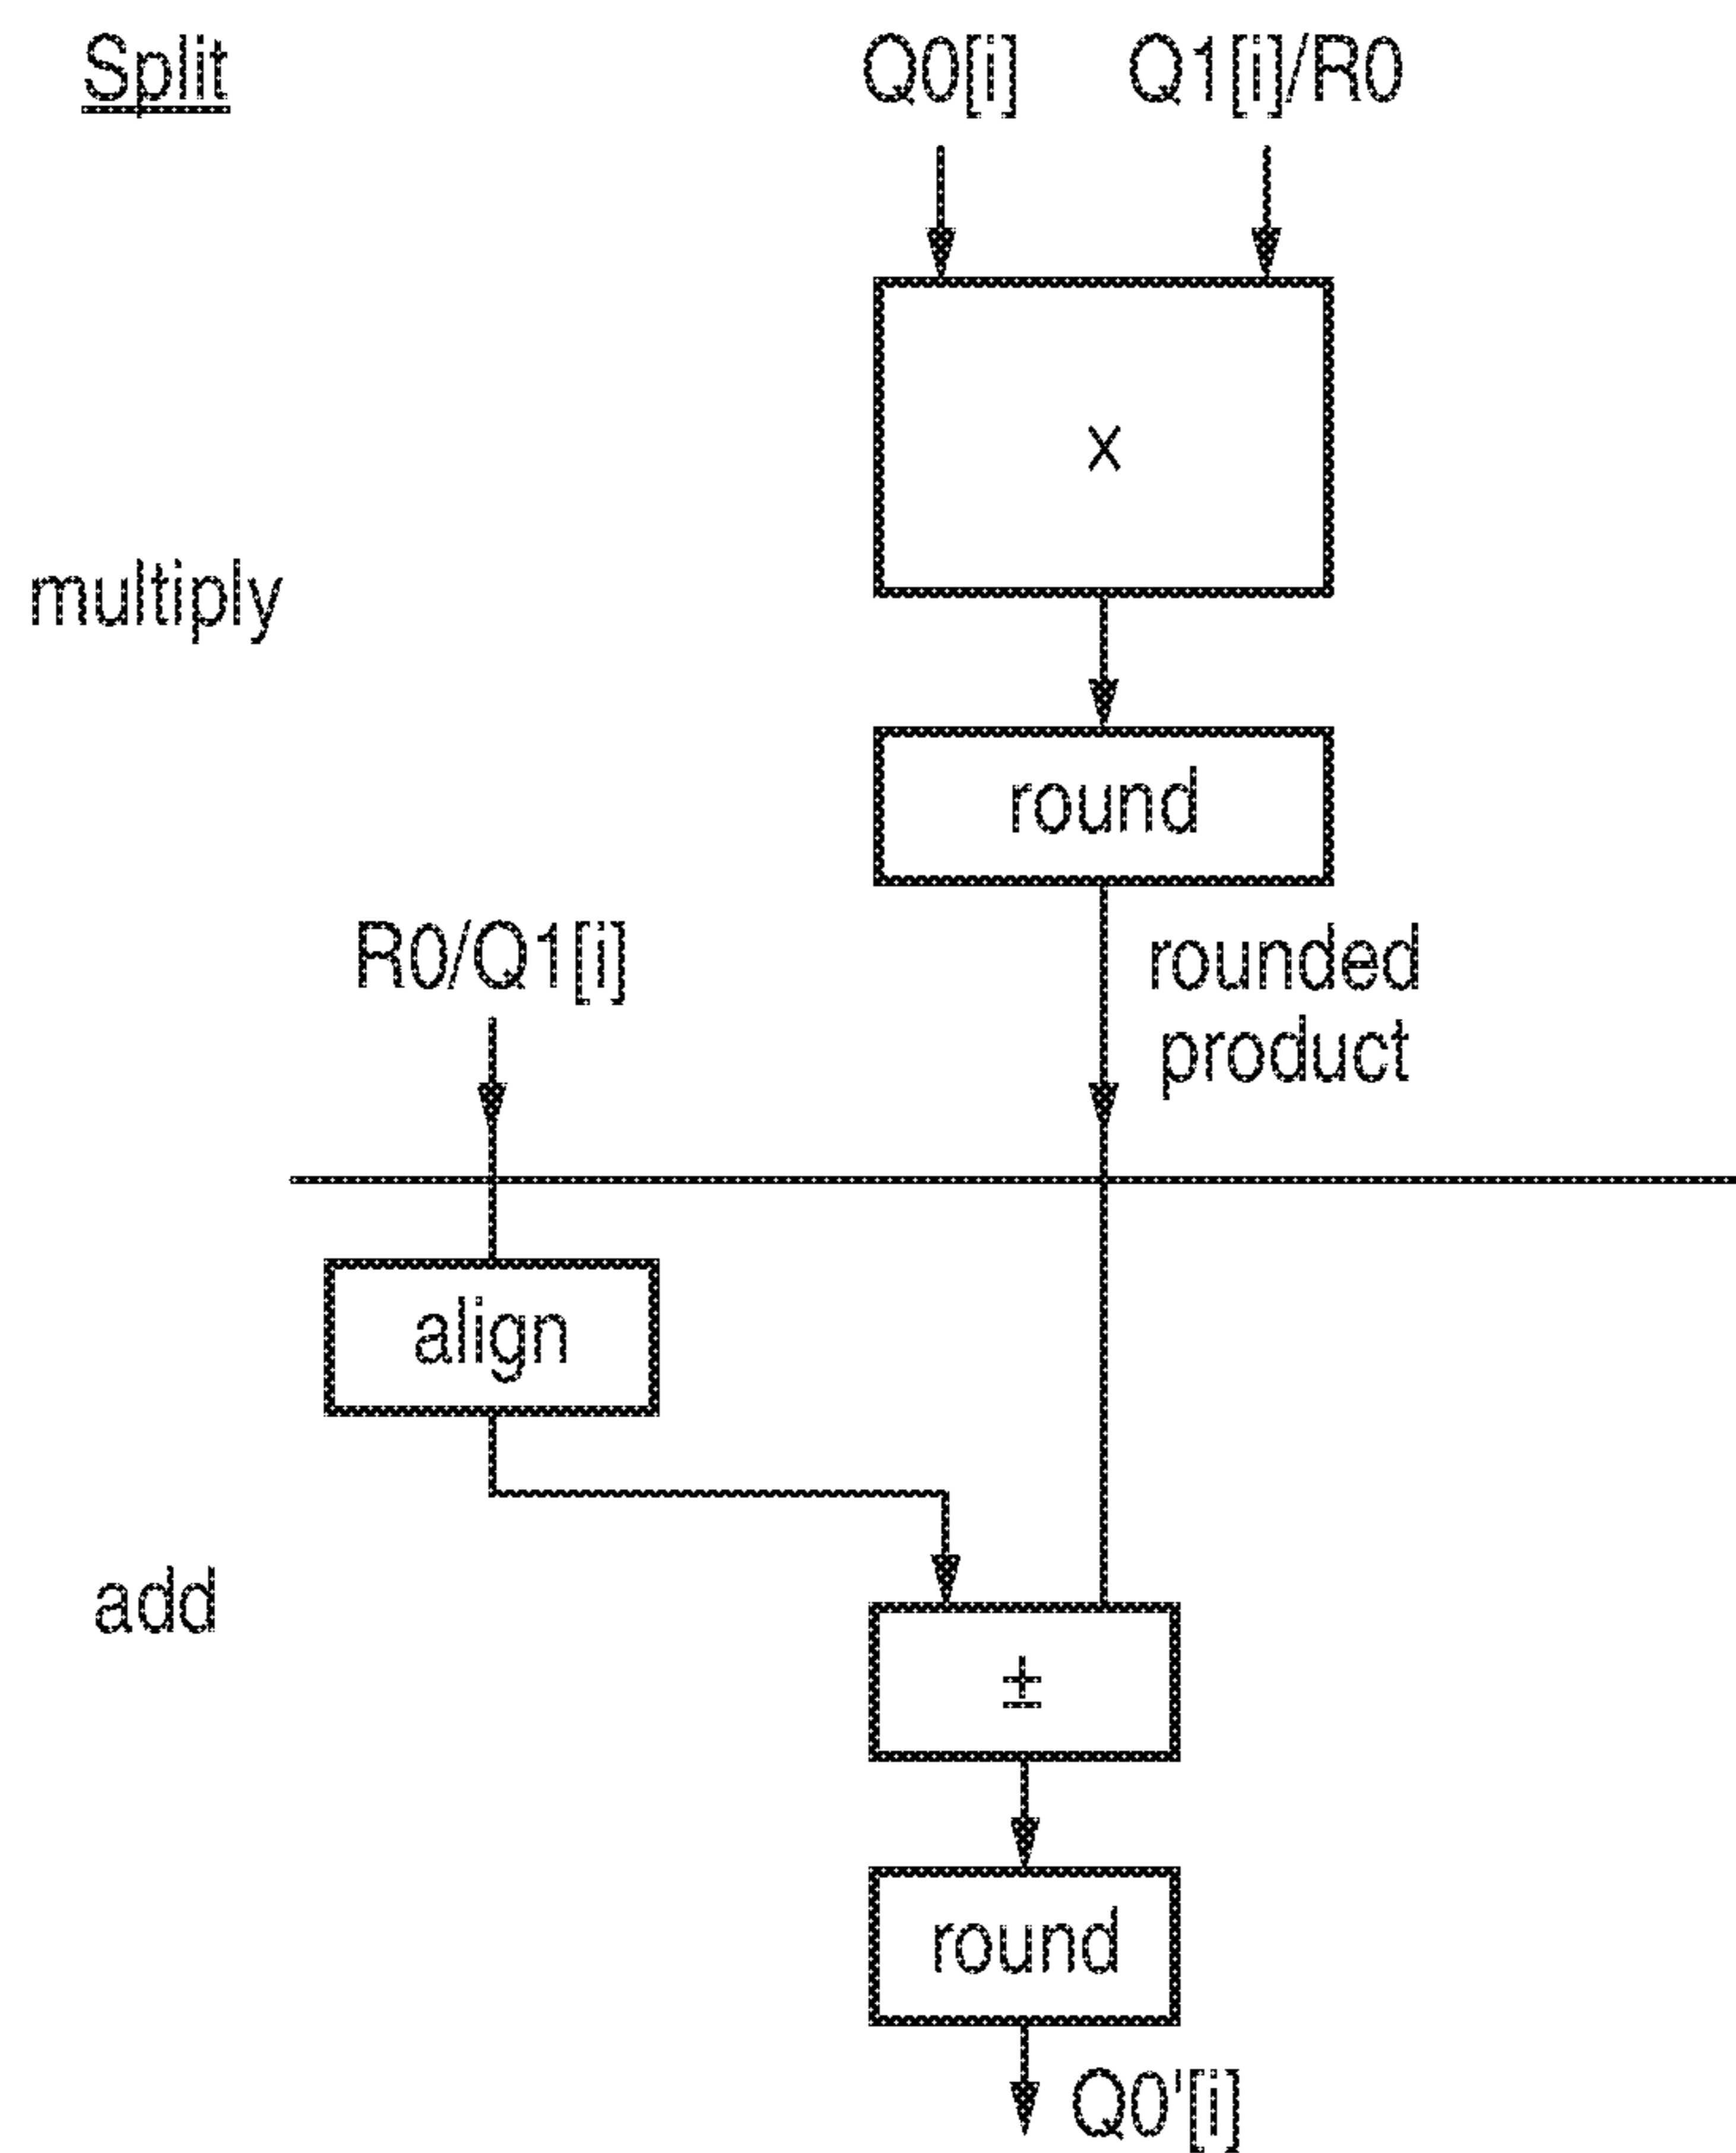 Split
Q0[i]
Q1[i]/R0
x
multiply
round
R0/Q1[i]
rounded
product
align
add
±
round
Q0'[i]